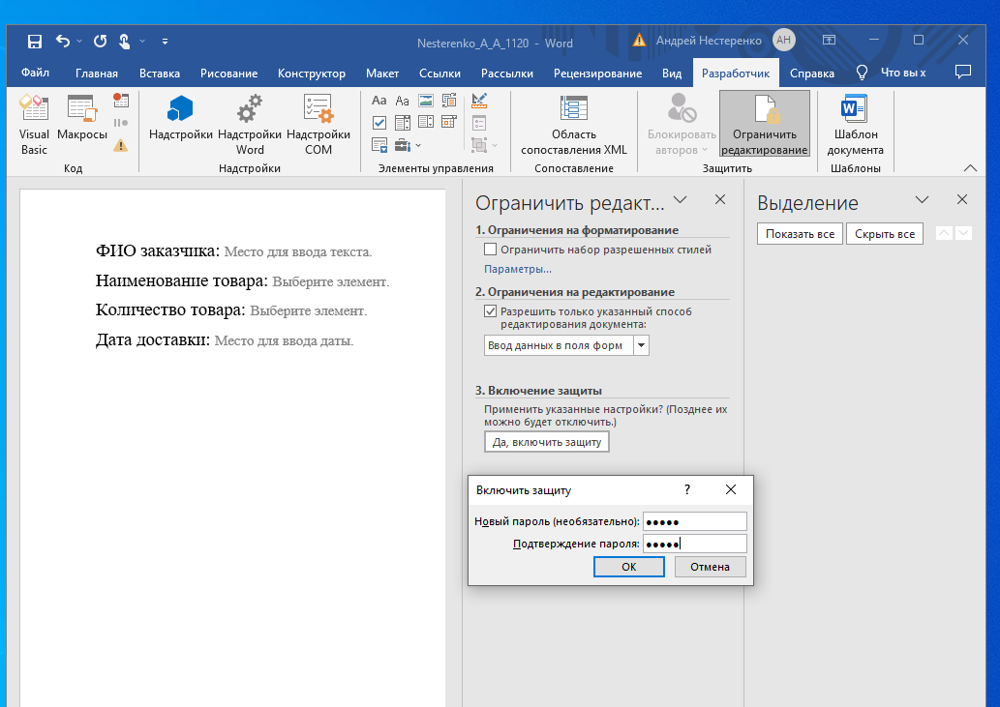 Nesterenko_A_A_1120 - Word
Андрей Нестеренко
АН
Файл Главная Вставка Рисование Конструктор Макет Ссылки Рассылки Рецензирование Вид Разработчик Справка Что вы х
Visual Basic
Макросы
Код
Надстройки
Надстройки Word
Надстройки COM
Надстройки
Aa Aa
Элементы управления
Область сопоставления XML
Сопоставление
Блокировать авторов
Ограничить редактирование
Защитить
Шаблон документа
Шаблоны
ФИО заказчика: Место для ввода текста.
Наименование товара: Выберите элемент.
Количество товара: Выберите элемент.
Дата доставки: Место для ввода даты.
Ограничить редакт...
1. Ограничения на форматирование
Ограничить набор разрешенных стилей
Параметры...
2. Ограничения на редактирование
Разрешить только указанный способ
редактирования документа:
Ввод данных в поля форм
3. Включение защиты
Применить указанные настройки? (Позднее их
можно будет отключить.)
Да, включить защиту
Выделение
Показать все Скрыть все
Включить защиту ?
Новый пароль (необязательно): •••••
Подтверждение пароля: •••••
ОК Отмена